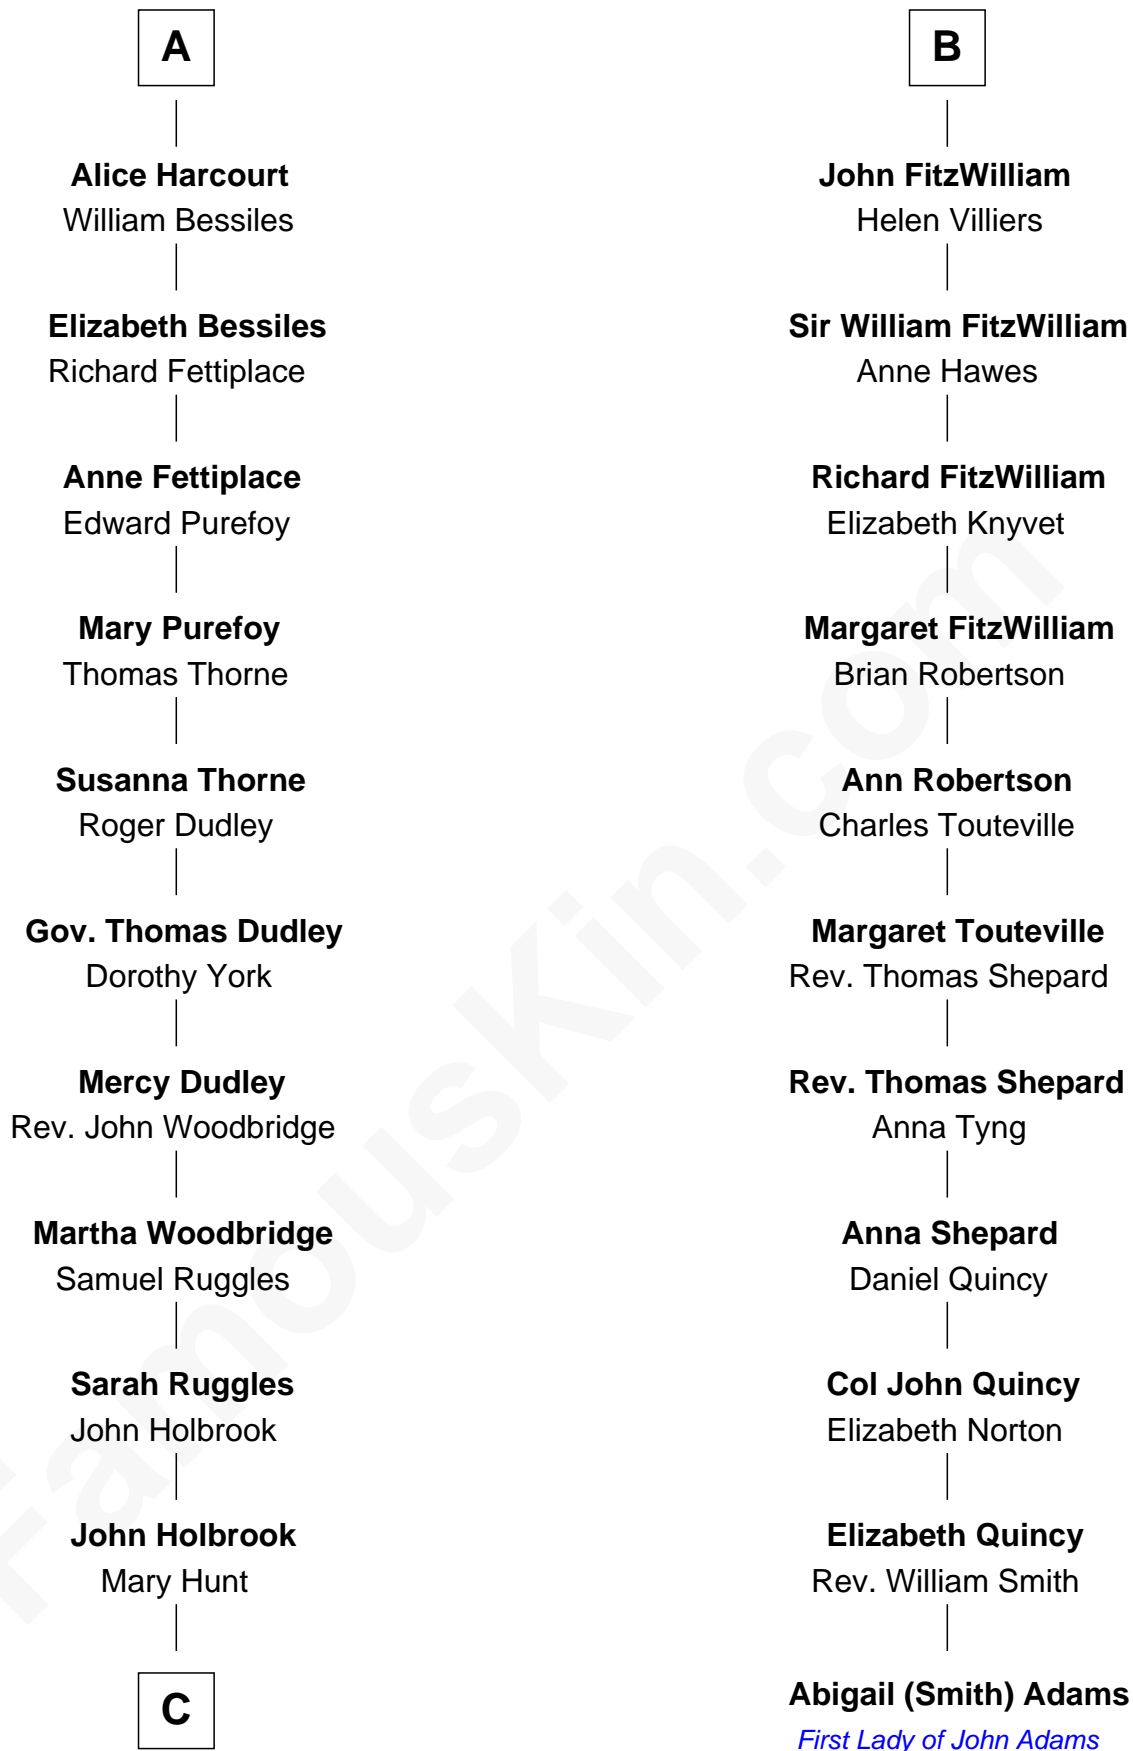 A
Alice Harcourt
William Bessiles
Elizabeth Bessiles
Richard Fettiplace
Anne Fettiplace
Edward Purefoy
Mary Purefoy
Thomas Thorne
Susanna Thorne
Roger Dudley
Gov. Thomas Dudley
Dorothy York
Mercy Dudley
Rev. John Woodbridge
Martha Woodbridge
Samuel Ruggles
Sarah Ruggles
John Holbrook
John Holbrook
Mary Hunt
C
B
John FitzWilliam
Helen Villiers
Sir William FitzWilliam
Anne Hawes
Richard FitzWilliam
Elizabeth Knyvet
Margaret FitzWilliam
Brian Robertson
Ann Robertson
Charles Touteville
Margaret Touteville
Rev. Thomas Shepard
Rev. Thomas Shepard
Anna Tyng
Anna Shepard
Daniel Quincy
Col John Quincy
Elizabeth Norton
Elizabeth Quincy
Rev. William Smith
Abigail (Smith) Adams
First Lady of John Adams
FamousKin.com